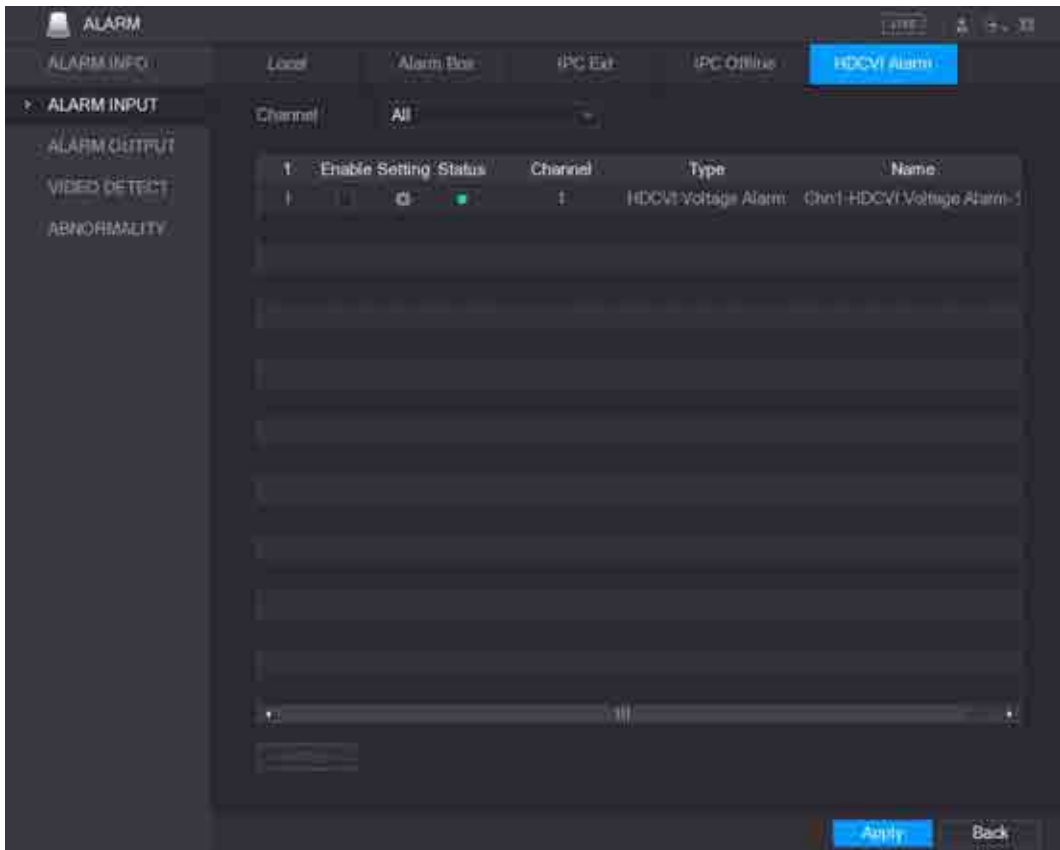 ALARM
LIVE
ALARM INFO
Local
Alarm Box
IPC Ext
IPC Offline
HDCVI Alarm
ALARM INPUT
Channel
All
ALARM OUTPUT
1 Enable Setting Status Channel Type Name
VIDEO DETECT
1 1 HDCVI Voltage Alarm Chn1-HDCVI Voltage Alarm-1
ABNORMALITY
Apply
Back